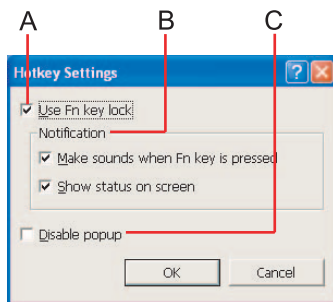 A B C
Hotkey Settings
Use Fn key lock
Notification
Make sounds when Fn key is pressed
Show status on screen
Disable popup
OK Cancel